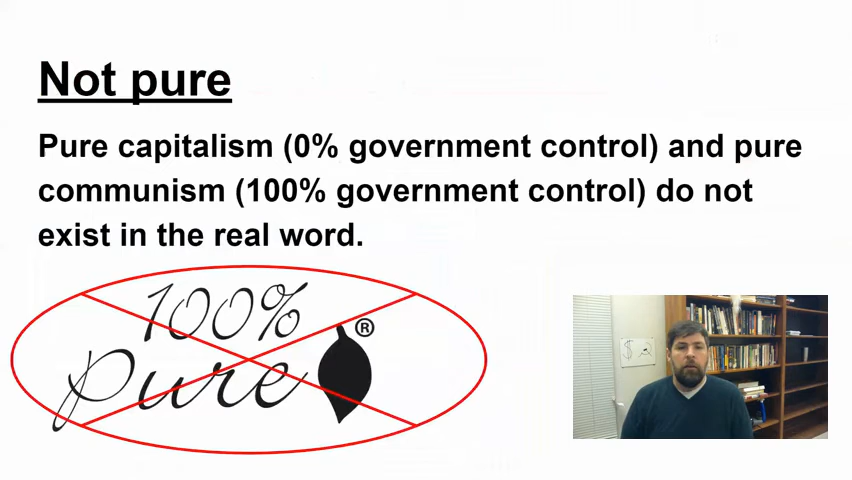 Not pure
Pure capitalism (0% government control) and pure
communism (100% government control) do not
exist in the real word.
100%
Pure ®
$